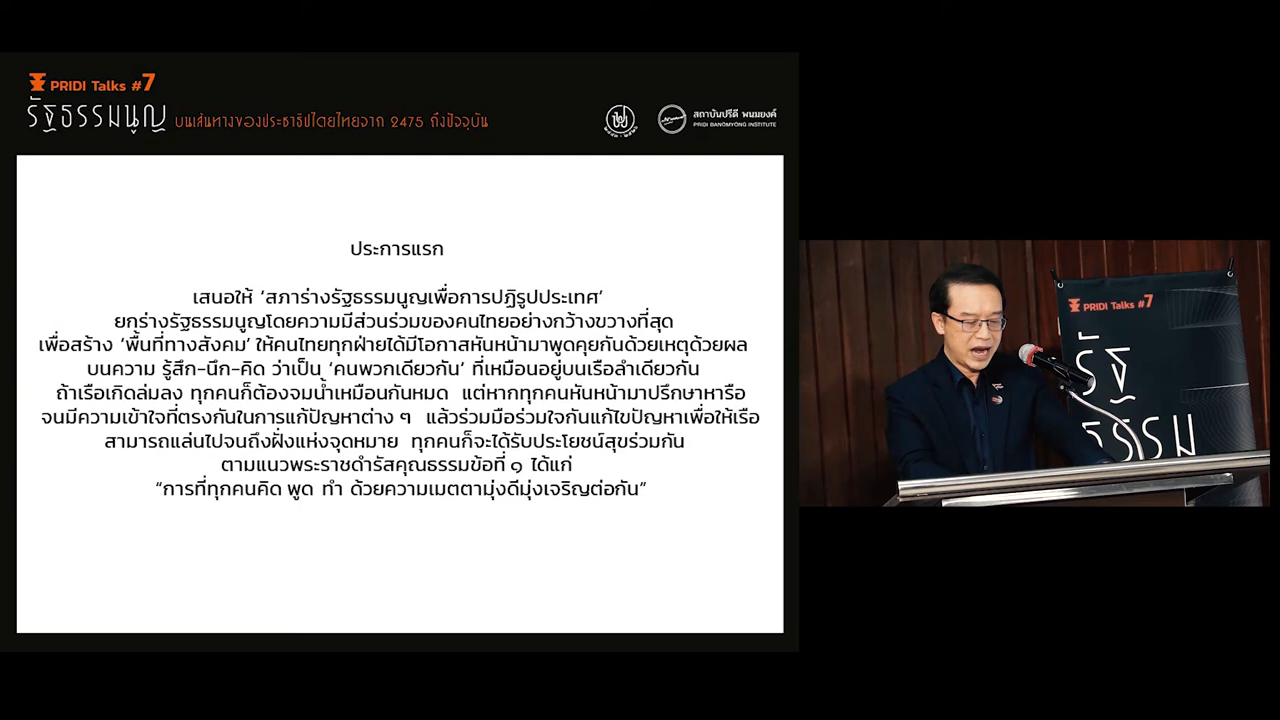 PRIDI Talks #7
รัฐธรรมนูญ บนเส้นทางของประชาธิปไตยไทยจาก 2475 ถึงปัจจุบัน
สถาบันปรีดี พนมยงค์
PRIDI BANOMYONG INSTITUTE
ประการแรก
เสนอให้ ‘สภาร่างรัฐธรรมนูญเพื่อการปฏิรูปประเทศ’
ยกร่างรัฐธรรมนูญโดยความมีส่วนร่วมของคนไทยอย่างกว้างขวางที่สุด
เพื่อสร้าง ‘พื้นที่ทางสังคม’ ให้คนไทยทุกฝ่ายได้มีโอกาสหันหน้ามาพูดคุยกันด้วยเหตุด้วยผล
บนความ รู้สึก-นึก-คิด ว่าเป็น ‘คนพวกเดียวกัน’ ที่เหมือนอยู่บนเรือลำเดียวกัน
ถ้าเรือเกิดล่มลง ทุกคนก็ต้องจมน้ำเหมือนกันหมด แต่หากทุกคนหันหน้ามาปรึกษาหารือ
จนมีความเข้าใจที่ตรงกันในการแก้ปัญหาต่าง ๆ แล้วร่วมมือร่วมใจกันแก้ไขปัญหาเพื่อให้เรือ
สามารถแล่นไปจนถึงฝั่งแห่งจุดหมาย ทุกคนก็จะได้รับประโยชน์สุขร่วมกัน
ตามแนวพระราชดำรัสคุณธรรมข้อที่ ๑ ได้แก่
“การที่ทุกคนคิด พูด ทำ ด้วยความเมตตามุ่งดีมุ่งเจริญต่อกัน”
PRIDI Talks #7
รัฐ
ธรรม